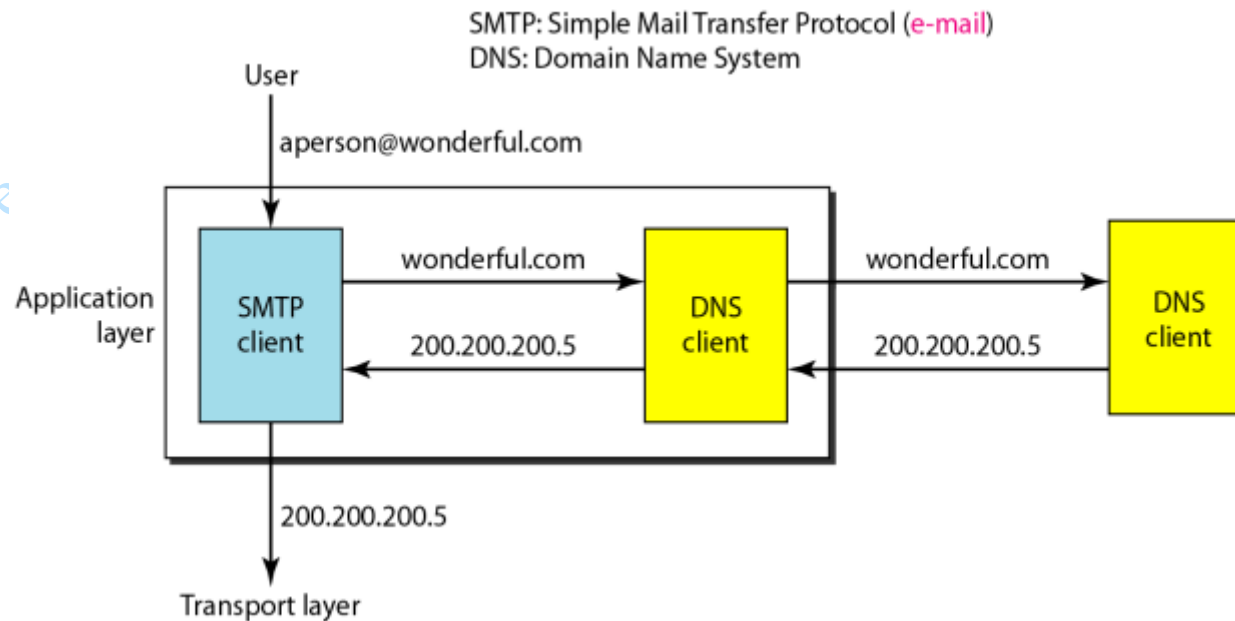 SMTP: Simple Mail Transfer Protocol (e-mail)
DNS: Domain Name System
User
aperson@wonderful.com
Application
layer
SMTP
client
wonderful.com
200.200.200.5
DNS
client
wonderful.com
200.200.200.5
DNS
client
200.200.200.5
Transport layer